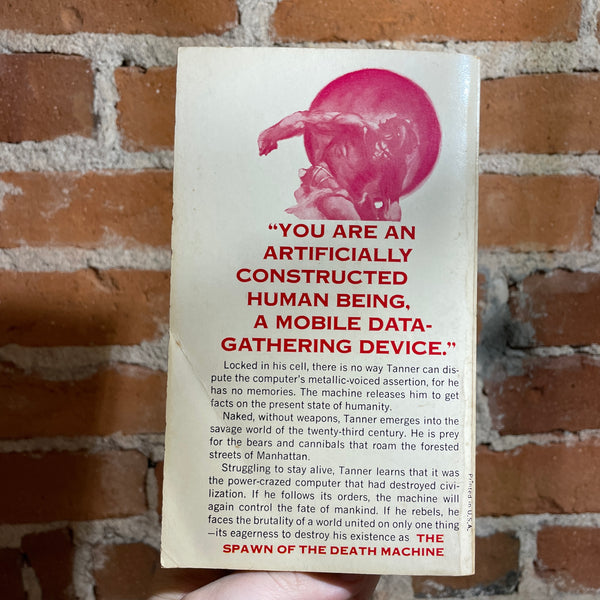 “YOU ARE AN
ARTIFICIALLY
CONSTRUCTED
HUMAN BEING,
A MOBILE DATA-
GATHERING DEVICE.”
Locked in his cell, there is no way Tanner can dis-
pute the computer's metallic-voiced assertion, for he
has no memories. The machine releases him to get
facts on the present state of humanity.
Naked, without weapons, Tanner emerges into the
savage world of the twenty-third century. He is prey
for the bears and cannibals that roam the forested
streets of Manhattan.
Struggling to stay alive, Tanner learns that it was
the power-crazed computer that had destroyed civi-
lization. If he follows its orders, the machine will
again control the fate of mankind. If he rebels, he
faces the brutality of a world united on only one thing
—its eagerness to destroy his existence as THE
SPAWN OF THE DEATH MACHINE
Printed in U.S.A.